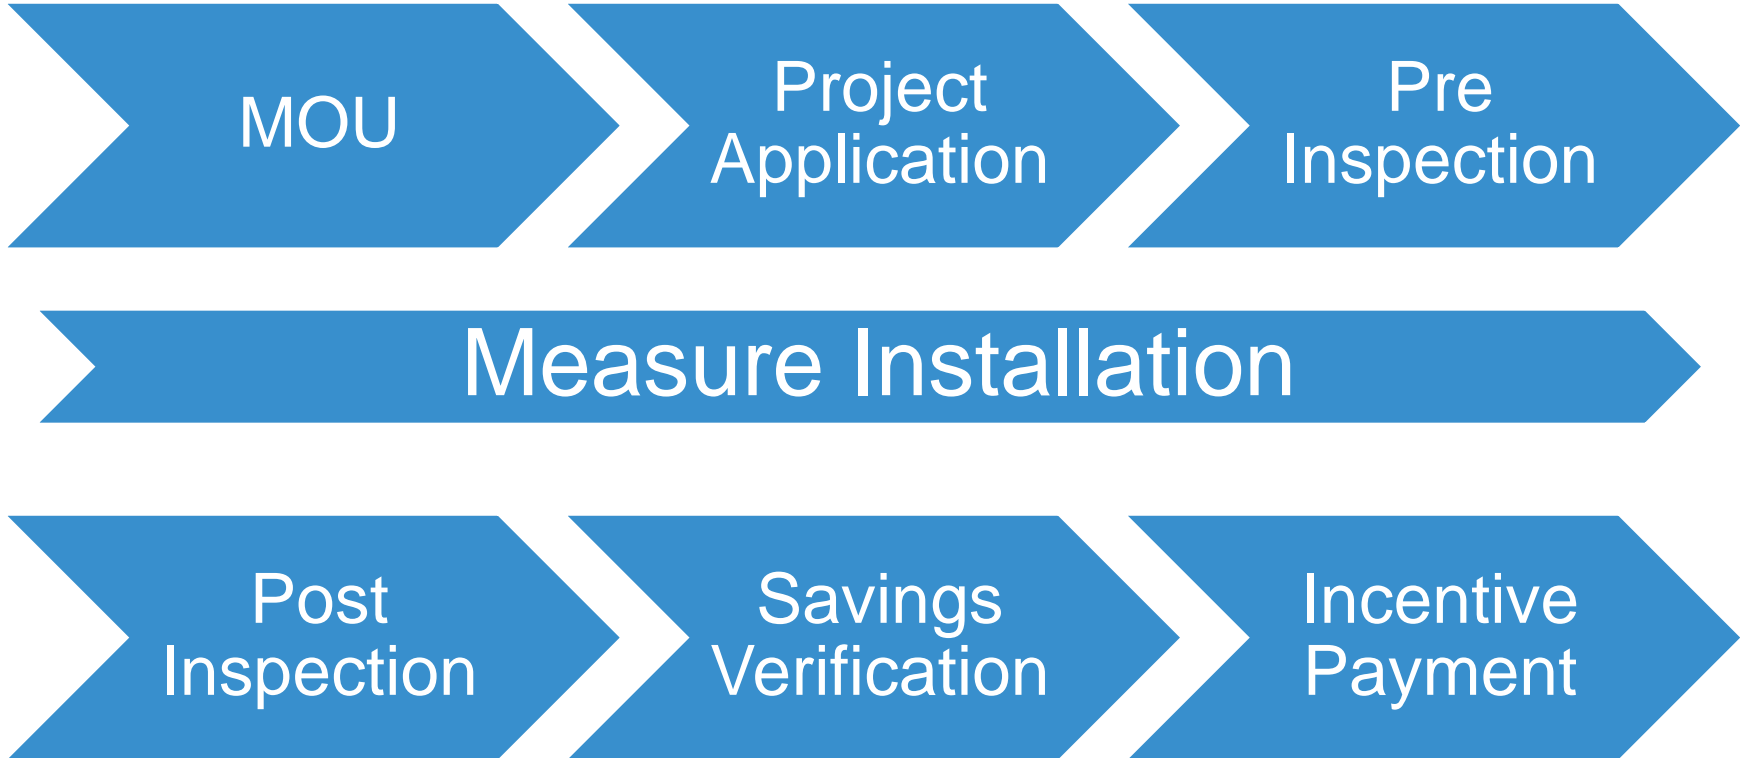 MOU
Project
Application
Pre
Inspection
Measure Installation
Post
Inspection
Savings
Verification
Incentive
Payment